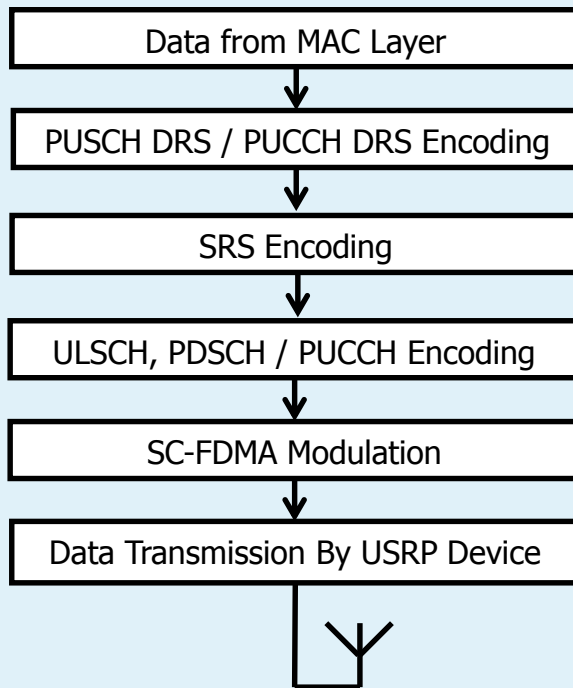 Data from MAC Layer
PUSCH DRS / PUCCH DRS Encoding
SRS Encoding
ULSCH, PDSCH / PUCCH Encoding
SC-FDMA Modulation
Data Transmission By USRP Device